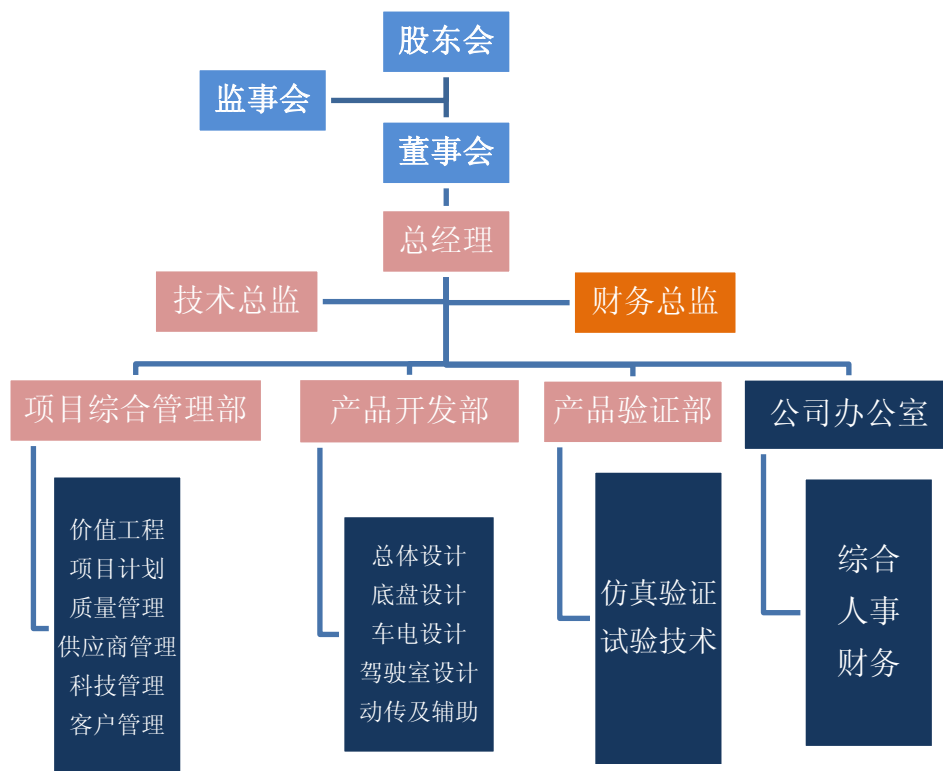 股东会
监事会
董事会
总经理
技术总监
财务总监
项目综合管理部
产品开发部
产品验证部
公司办公室
价值工程
项目计划
质量管理
供应商管理
科技管理
客户管理
总体设计
底盘设计
车电设计
驾驶室设计
动传及辅助
仿真验证
试验技术
综合
人事
财务